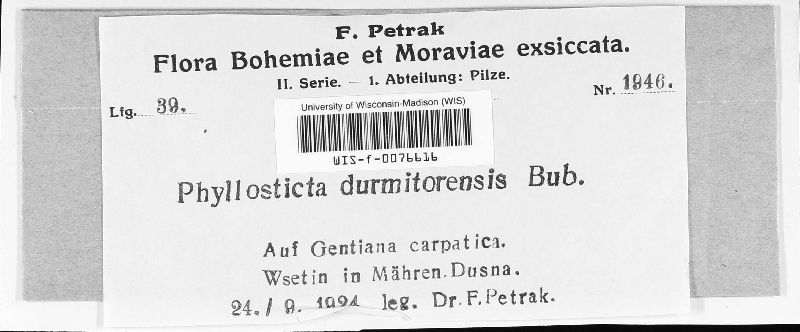 F. Petrak
Flora Bohemiae et Moraviae exsiccata.
II. Serie. — 1. Abteilung: Pilze.
Lfg. 39.
Nr. 1946.
University of Wisconsin-Madison (WIS)
WIS-f-0076616
Phyllosticta durmitorensis Bub.
Auf Gentiana carpatica.
Wsetin in Mähren. Dusna.
24. / 9. 1924 leg. Dr. F. Petrak.